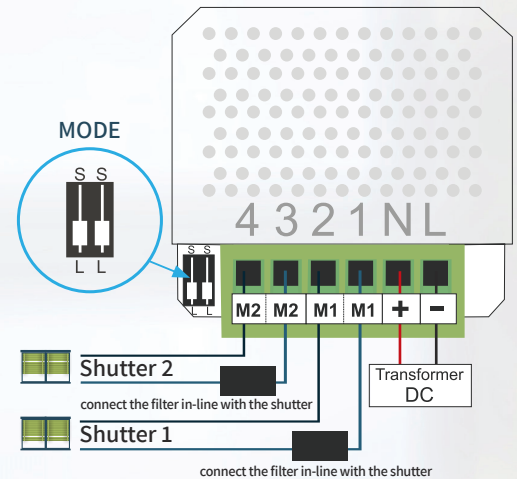 MODE
S S
L L
4 3 2 1 N L
S S
L L
M2 M2 M1 M1 + −
Shutter 2
connect the filter in-line with the shutter
Transformer
DC
Shutter 1
connect the filter in-line with the shutter